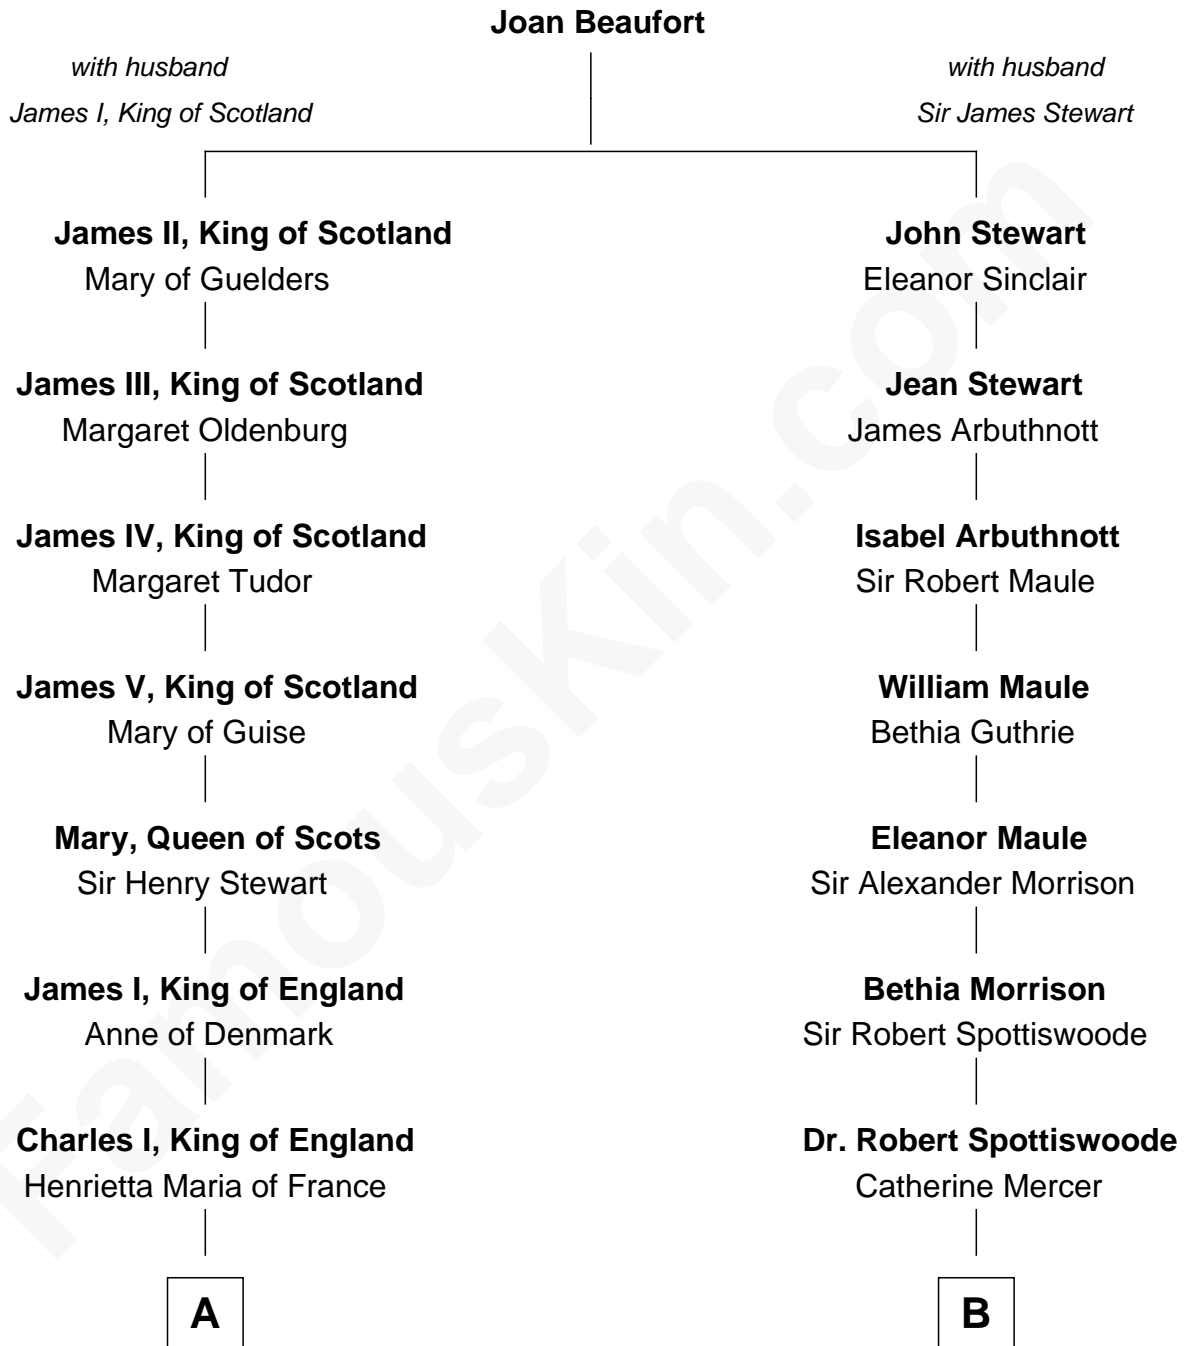 Joan Beaufort
with husband
James I, King of Scotland
with husband
Sir James Stewart
James II, King of Scotland
Mary of Guelders
James III, King of Scotland
Margaret Oldenburg
James IV, King of Scotland
Margaret Tudor
James V, King of Scotland
Mary of Guise
Mary, Queen of Scots
Sir Henry Stewart
James I, King of England
Anne of Denmark
Charles I, King of England
Henrietta Maria of France
A
John Stewart
Eleanor Sinclair
Jean Stewart
James Arbuthnott
Isabel Arbuthnott
Sir Robert Maule
William Maule
Bethia Guthrie
Eleanor Maule
Sir Alexander Morrison
Bethia Morrison
Sir Robert Spottiswoode
Dr. Robert Spottiswoode
Catherine Mercer
B
FamousKin.com